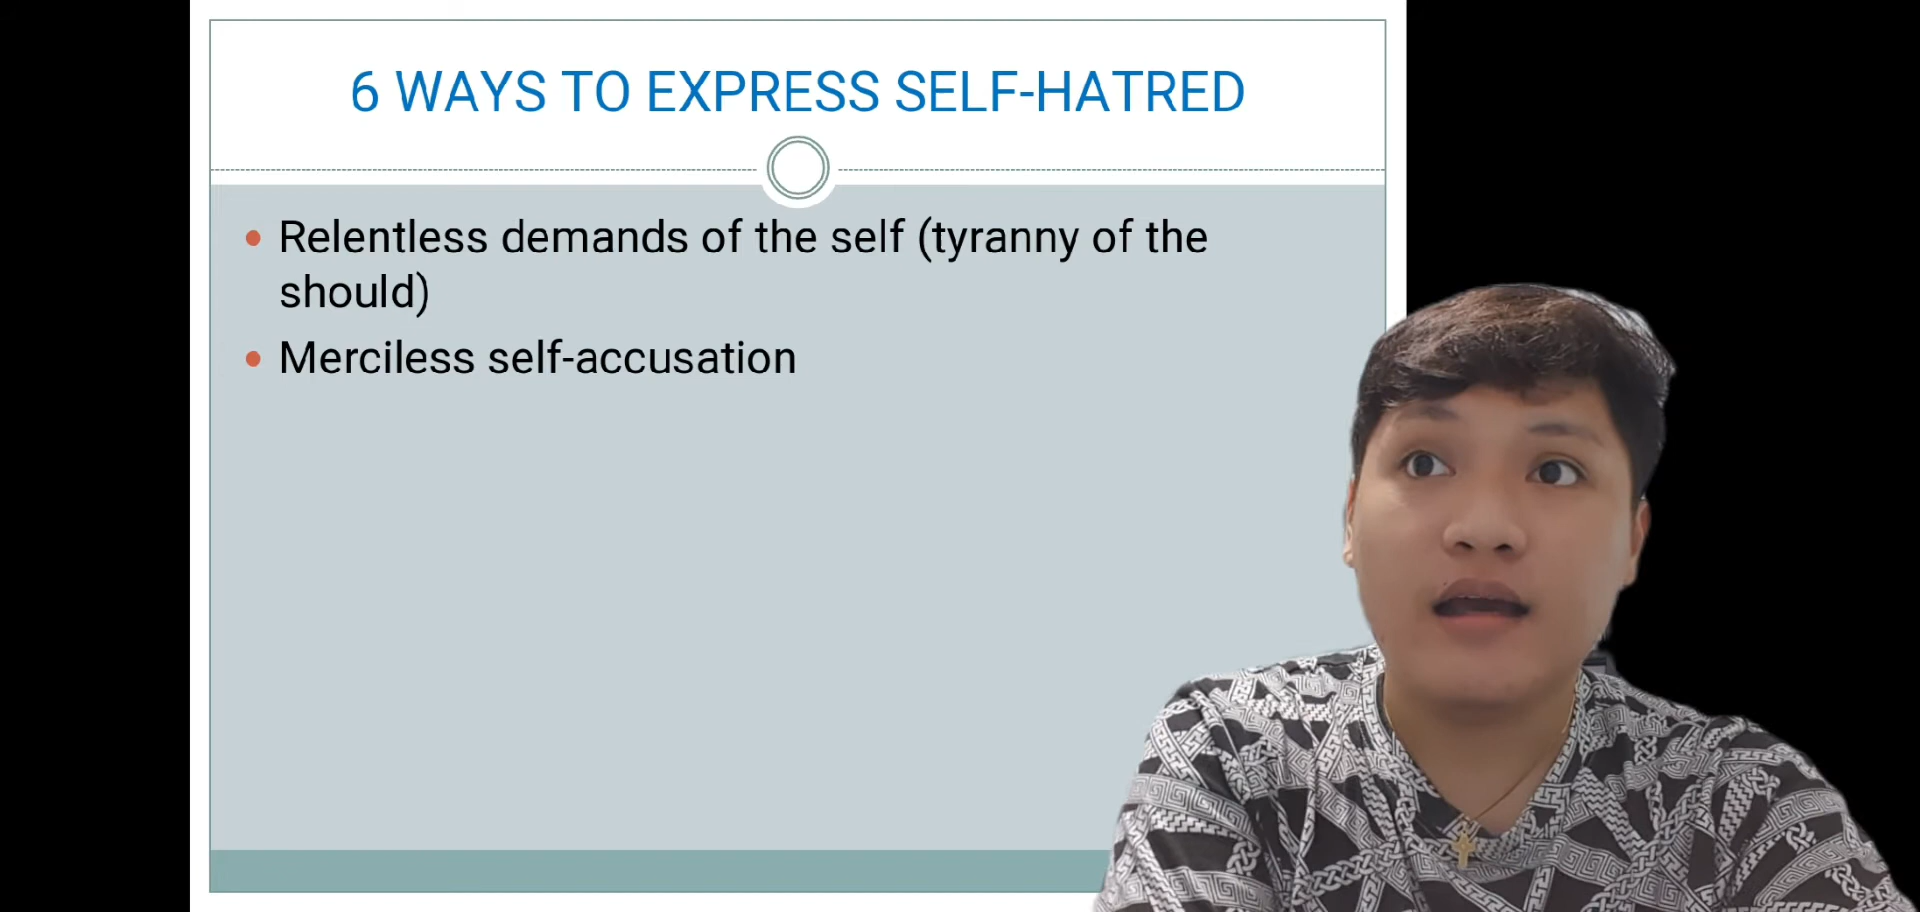 6 WAYS TO EXPRESS SELF-HATRED
• Relentless demands of the self (tyranny of the
should)
• Merciless self-accusation